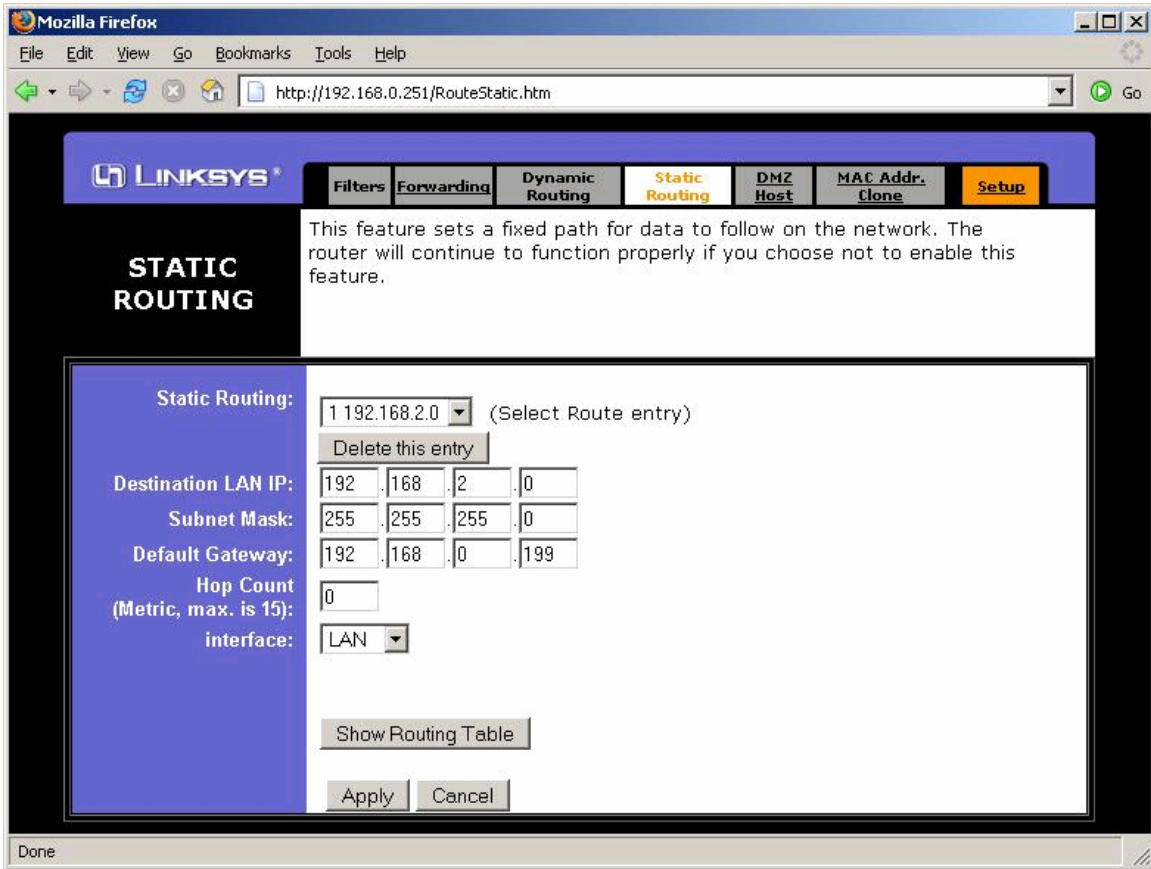 Mozilla Firefox
File Edit View Go Bookmarks Tools Help
http://192.168.0.251/RouteStatic.htm
Go
LINKSYS®
Filters
Forwarding
Dynamic
Routing
Static
Routing
DMZ
Host
MAC Addr.
Clone
Setup
STATIC
ROUTING
This feature sets a fixed path for data to follow on the network. The
router will continue to function properly if you choose not to enable this
feature.
Static Routing:
1 192.168.2.0 (Select Route entry)
Delete this entry
Destination LAN IP: 192 . 168 . 2 . 0
Subnet Mask: 255 . 255 . 255 . 0
Default Gateway: 192 . 168 . 0 . 199
Hop Count
(Metric, max. is 15): 0
interface: LAN
Show Routing Table
Apply Cancel
Done